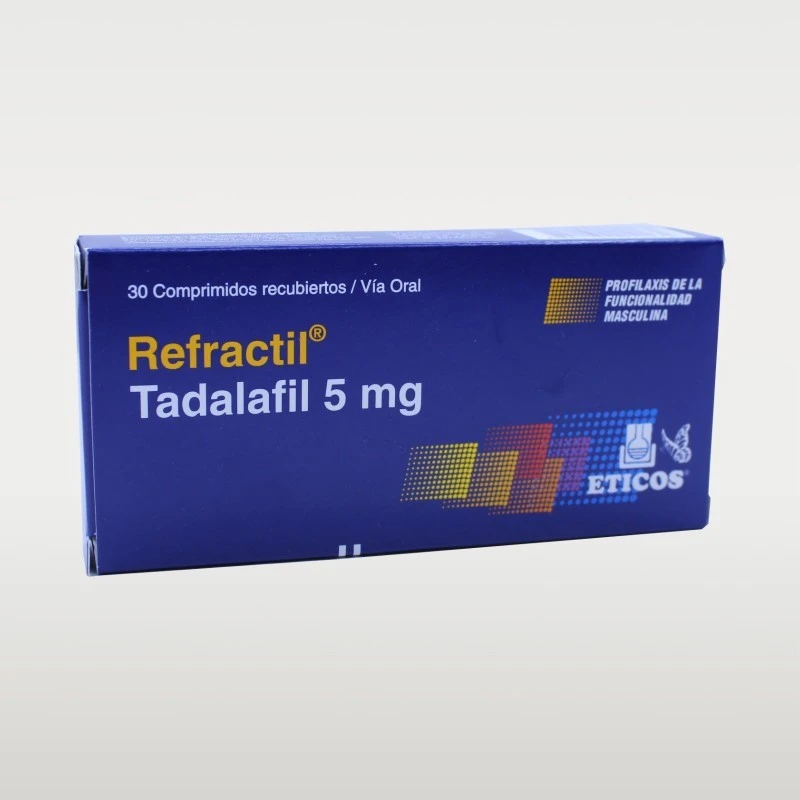 30 Comprimidos recubiertos / Vía Oral
PROFILAXIS DE LA
FUNCIONALIDAD
MASCULINA
Refractil®
Tadalafil 5 mg
ETICOS®